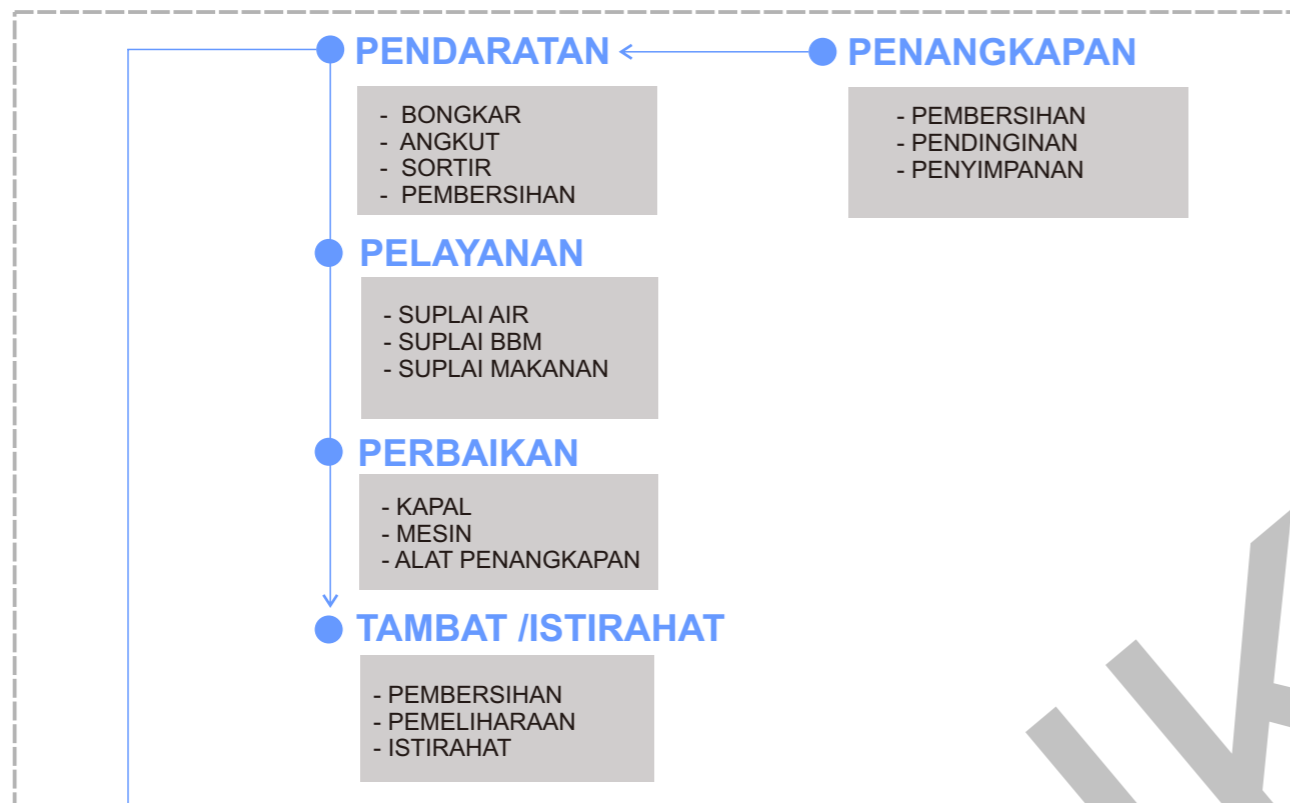 PENDARATAN
PENANGKAPAN
- BONGKAR
- ANGKUT
- SORTIR
- PEMBERSIHAN
- PEMBERSIHAN
- PENDINGINAN
- PENYIMPANAN
PELAYANAN
- SUPLAI AIR
- SUPLAI BBM
- SUPLAI MAKANAN
PERBAIKAN
- KAPAL
- MESIN
- ALAT PENANGKAPAN
TAMBAT /ISTIRAHAT
- PEMBERSIHAN
- PEMELIHARAAN
- ISTIRAHAT